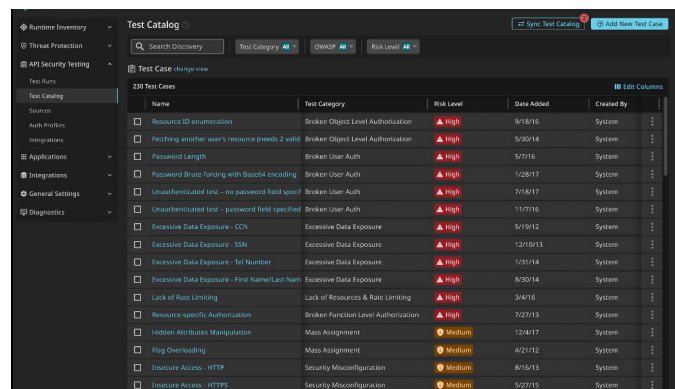 Runtime Inventory
Threat Protection
API Security Testing
Test Runs
Test Catalog
Sources
Auth Profiles
Integrations
Applications
Integrations
General Settings
Diagnostics
Test Catalog
Sync Test Catalog
Add New Test Case
Search Discovery
Test Category All
OWASP All
Risk Level All
Test Case change view
230 Test Cases
Edit Columns
Name Test Category Risk Level Date Added Created By
Resource ID enumeration Broken Object Level Authorization High 9/18/16 System
Fetching another user's resource (needs 2 valid Broken Object Level Authorization High 5/30/14 System
Password Length Broken User Auth High 5/7/16 System
Password Brute-forcing with Base64 encoding Broken User Auth High 1/28/17 System
Unauthenticated test – no password field specif Broken User Auth High 7/18/17 System
Unauthenticated test – password field specified Broken User Auth High 11/7/16 System
Excessive Data Exposure - CCN Excessive Data Exposure High 5/19/12 System
Excessive Data Exposure - SSN Excessive Data Exposure High 12/10/13 System
Excessive Data Exposure - Tel Number Excessive Data Exposure High 1/31/14 System
Excessive Data Exposure - First Name/Last Nam Excessive Data Exposure High 8/30/14 System
Lack of Rate Limiting Lack of Resources & Rate Limiting High 3/4/16 System
Resource-specific Authorization Broken Function Level Authorization High 7/27/13 System
Hidden Attributes Manipulation Mass Assignment Medium 12/4/17 System
Flag Overloading Mass Assignment Medium 4/21/12 System
Insecure Access - HTTP Security Misconfiguration Medium 8/16/13 System
Insecure Access - HTTPS Security Misconfiguration Medium 5/27/15 System